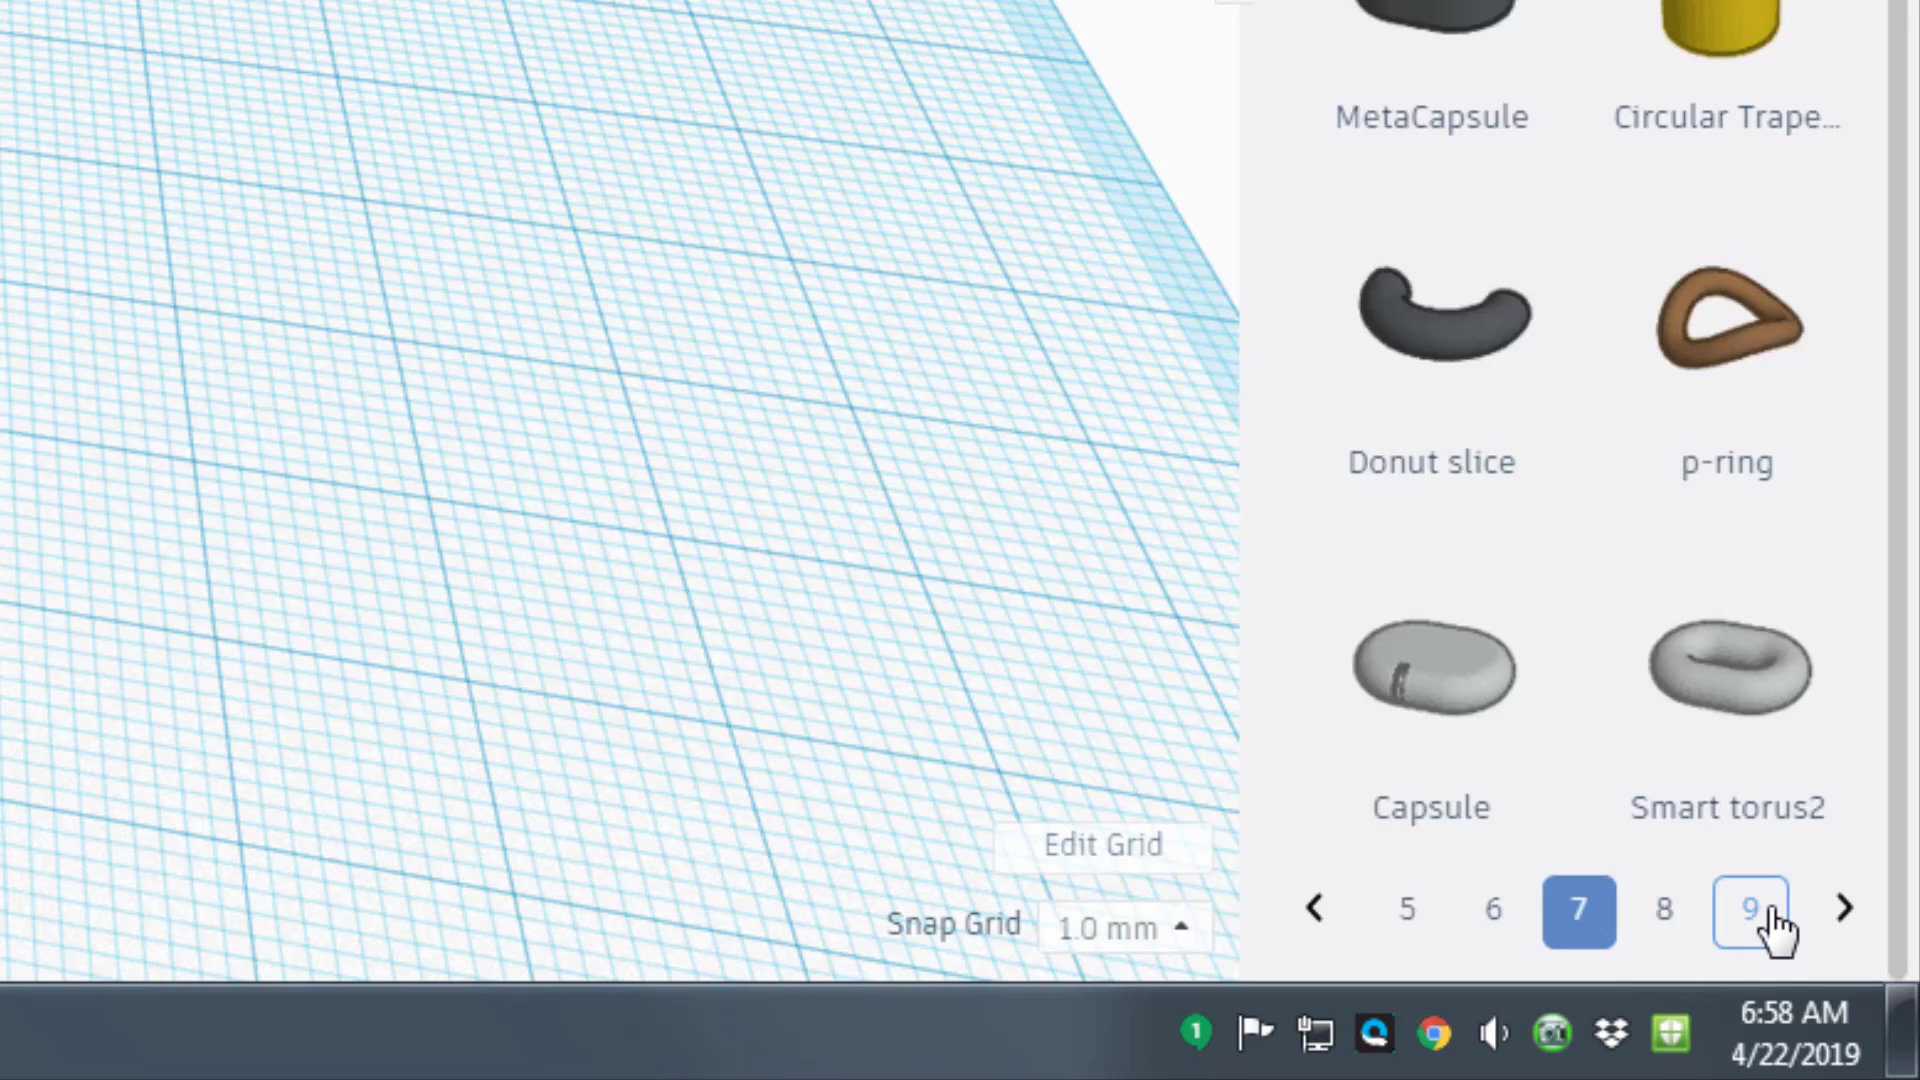 MetaCapsule
Circular Trape...
Donut slice
p-ring
Capsule
Smart torus2
Edit Grid
Snap Grid 1.0 mm
5 6 7 8 9
1
6:58 AM
4/22/2019